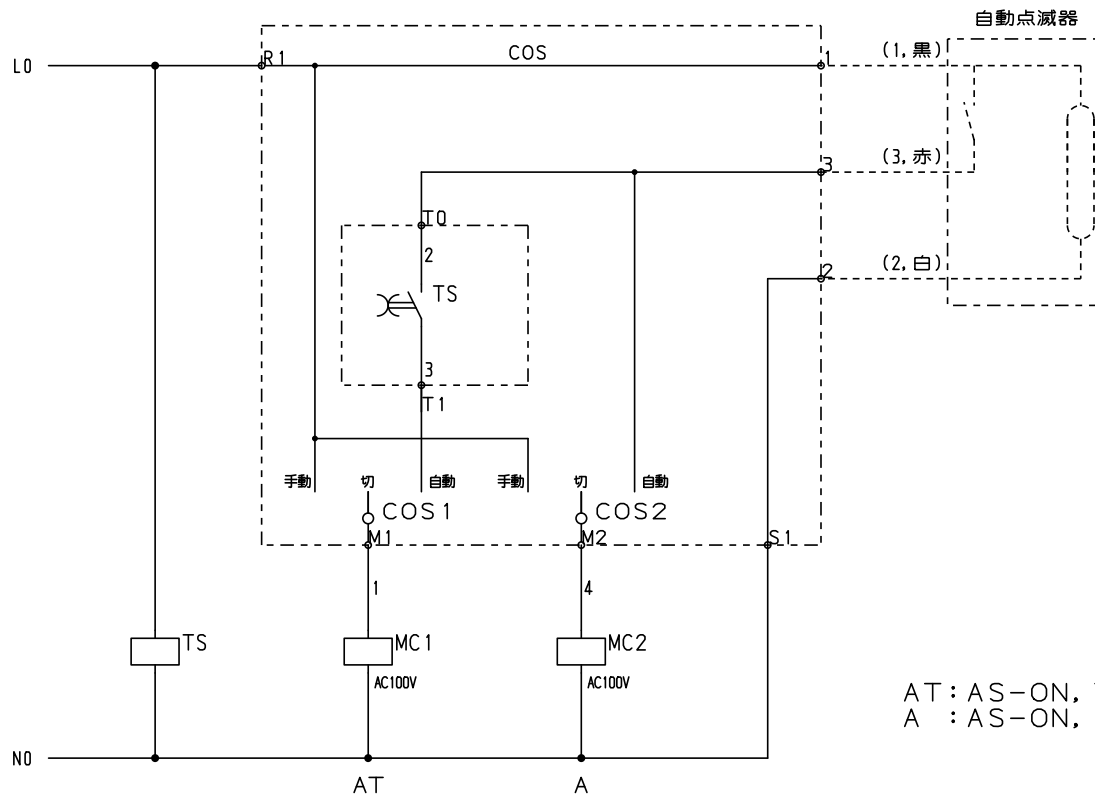 自動点滅器
COS
(1,黒)
L0
R1
1
(3,赤)
3
T0
2
(2,白)
2
TS
3
T1
手動
切
自動
手動
切
自動
COS1
COS2
M1
M2
S1
1
4
TS
MC1
MC2
AC100V
AC100V
AT:AS-ON,
A :AS-ON,
N0
AT
A